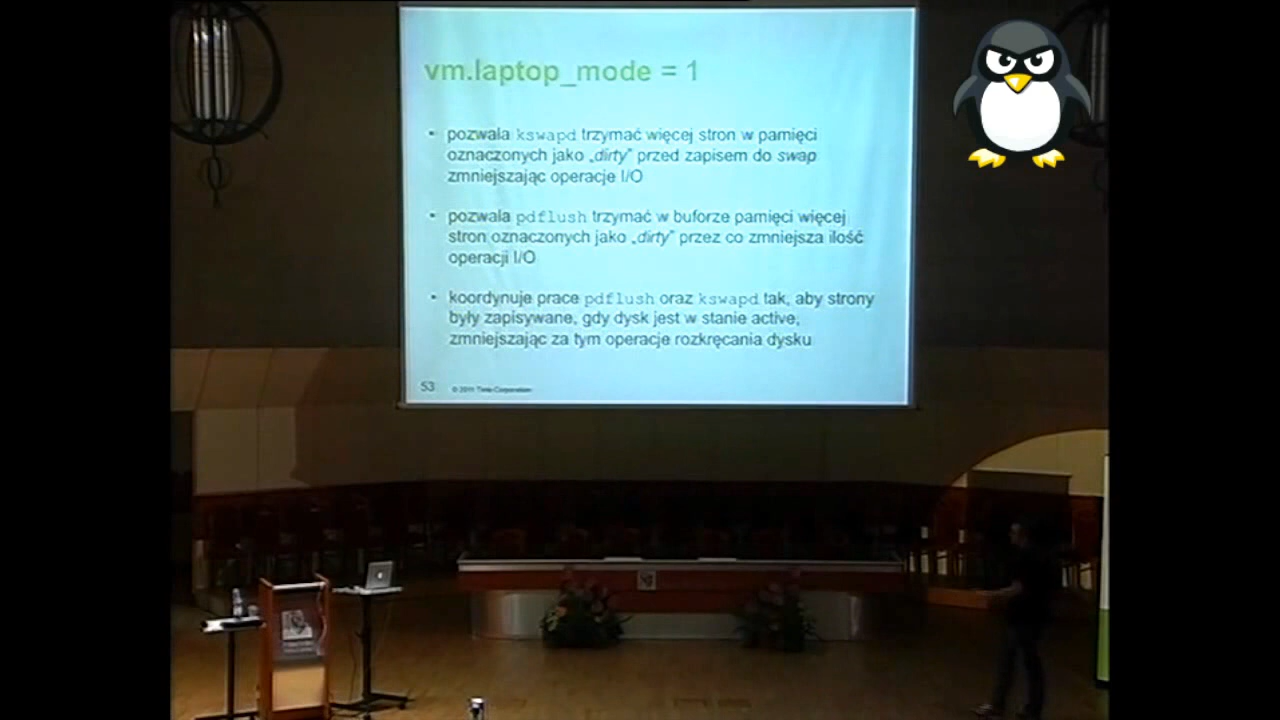 vm.laptop_mode = 1
• pozwala kswapd trzymać więcej stron w pamięci
oznaczonych jako „dirty” przed zapisem do swap
zmniejszając operacje I/O
• pozwala pdflush trzymać w buforze pamięci więcej
stron oznaczonych jako „dirty” przez co zmniejsza ilość
operacji I/O
• koordynuje prace pdflush oraz kswapd tak, aby strony
były zapisywane, gdy dysk jest w stanie active,
zmniejszając za tym operacje rozkręcania dysku
53 © 2011 Corporation